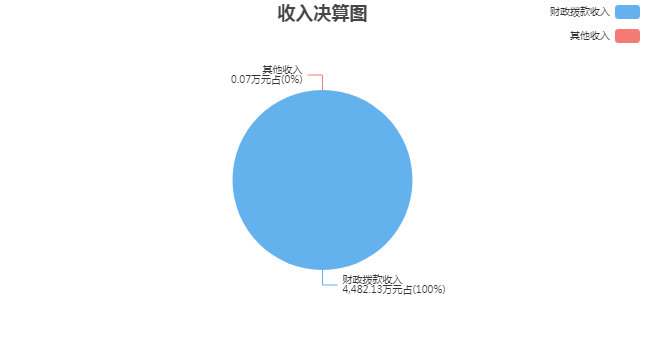 收入决算图
财政拨款收入
其他收入
其他收入
0.07万元占(0%)
财政拨款收入
4,482.13万元占(100%)